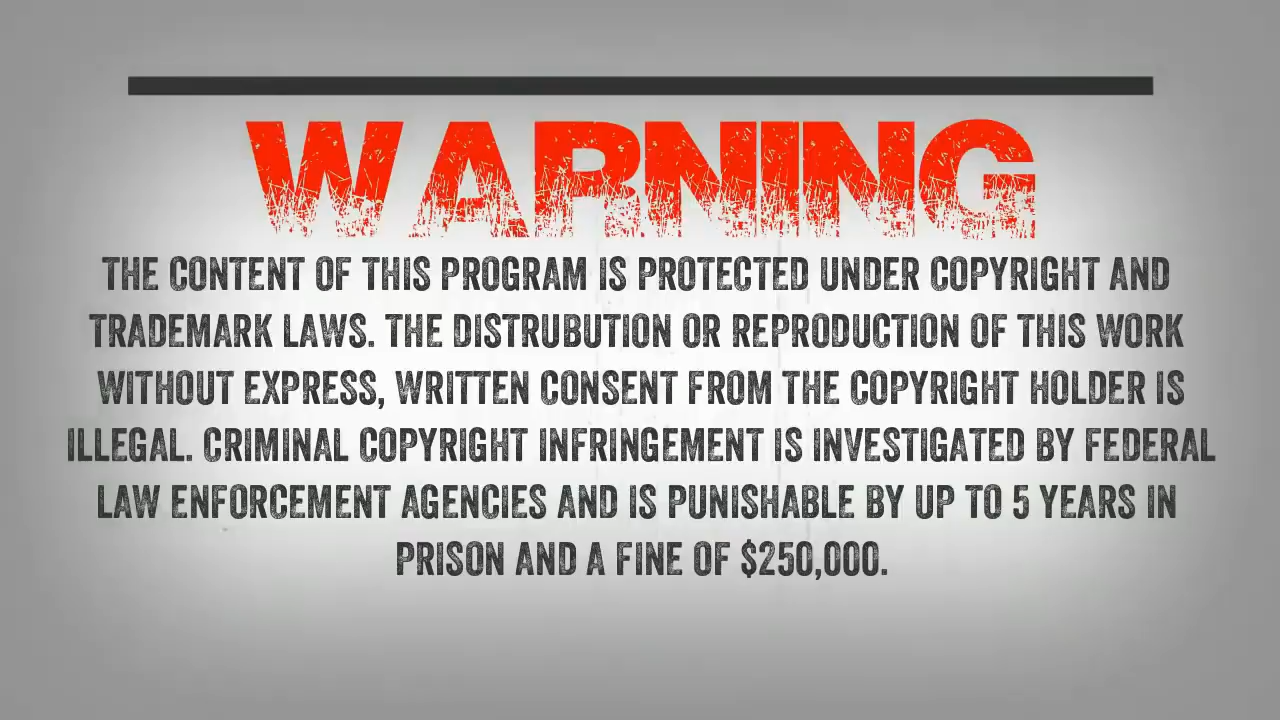 WARNING
THE CONTENT OF THIS PROGRAM IS PROTECTED UNDER COPYRIGHT AND
TRADEMARK LAWS. THE DISTRUBUTION OR REPRODUCTION OF THIS WORK
WITHOUT EXPRESS, WRITTEN CONSENT FROM THE COPYRIGHT HOLDER IS
ILLEGAL. CRIMINAL COPYRIGHT INFRINGEMENT IS INVESTIGATED BY FEDERAL
LAW ENFORCEMENT AGENCIES AND IS PUNISHABLE BY UP TO 5 YEARS IN
PRISON AND A FINE OF $250,000.